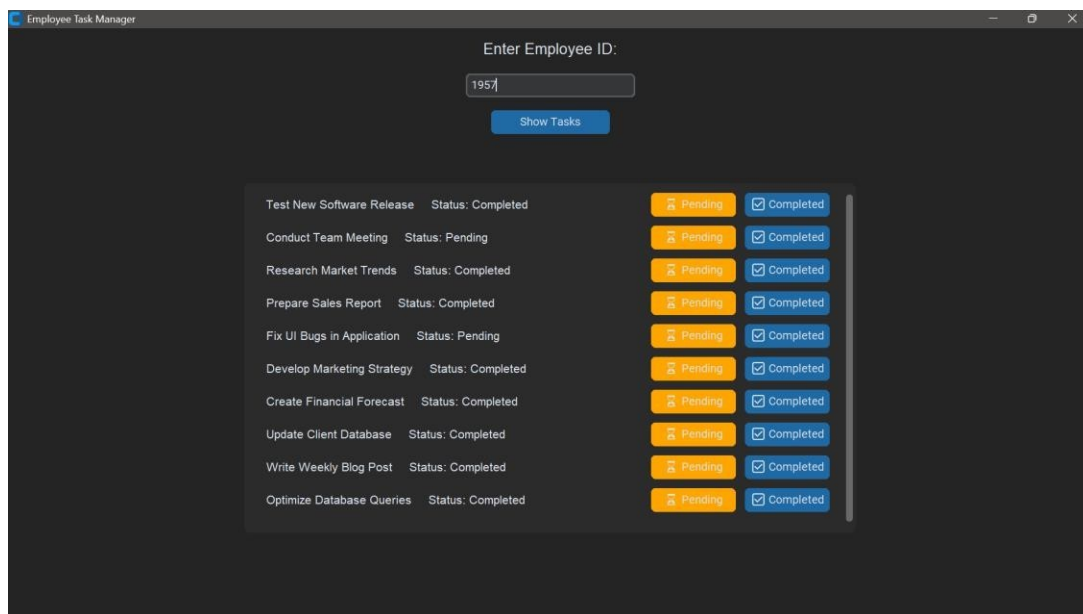 Employee Task Manager
Enter Employee ID:
1957
Show Tasks
Test New Software Release Status: Completed Pending Completed
Conduct Team Meeting Status: Pending Pending Completed
Research Market Trends Status: Completed Pending Completed
Prepare Sales Report Status: Completed Pending Completed
Fix UI Bugs in Application Status: Pending Pending Completed
Develop Marketing Strategy Status: Completed Pending Completed
Create Financial Forecast Status: Completed Pending Completed
Update Client Database Status: Completed Pending Completed
Write Weekly Blog Post Status: Completed Pending Completed
Optimize Database Queries Status: Completed Pending Completed